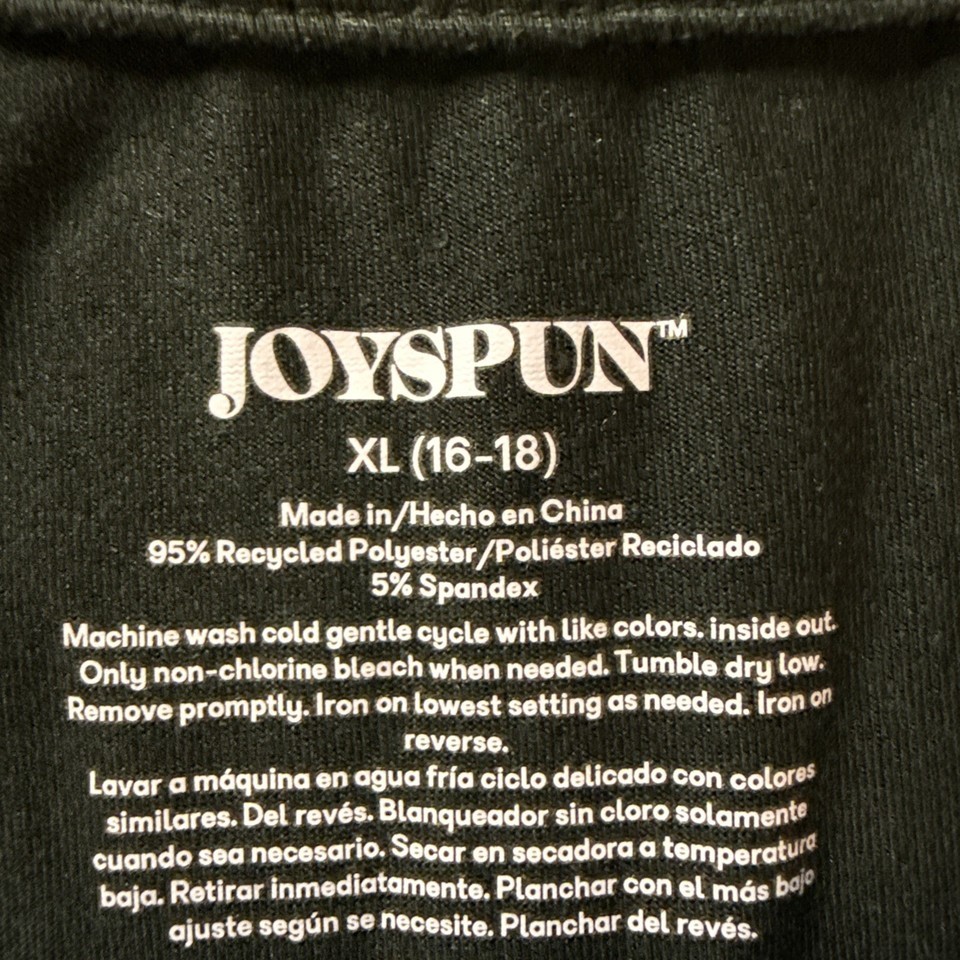 JOYSPUN™
XL (16-18)
Made in/Hecho en China
95% Recycled Polyester/Poliéster Reciclado
5% Spandex
Machine wash cold gentle cycle with like colors. inside out.
Only non-chlorine bleach when needed. Tumble dry low.
Remove promptly. Iron on lowest setting as needed. Iron on
reverse.
Lavar a máquina en agua fría ciclo delicado con colores
similares. Del revés. Blanqueador sin cloro solamente
cuando sea necesario. Secar en secadora a temperatura
baja. Retirar inmediatamente. Planchar con el más bajo
ajuste según se necesite. Planchar del revés.